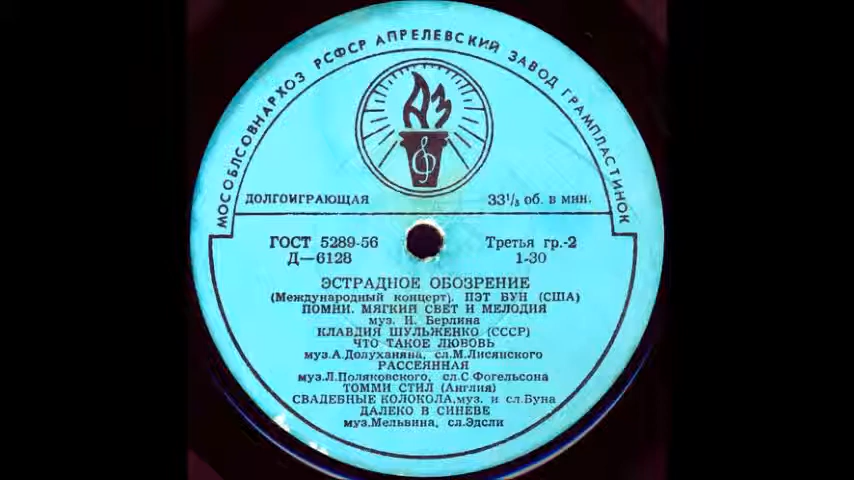 МОСОБЛСОВНАРХОЗ РСФСР АПРЕЛЕВСКИЙ ЗАВОД ГРАМПЛАСТИНОК
АЗ
ДОЛГОИГРАЮЩАЯ 33⅓ об. в мин.
ГОСТ 5289-56 Третья гр.-2
Д—6128 1-30
ЭСТРАДНОЕ ОБОЗРЕНИЕ
(Международный концерт). ПЭТ БУН (США)
ПОМНИ. МЯГКИЙ СВЕТ И МЕЛОДИЯ
муз. И. Берлина
КЛАВДИЯ ШУЛЬЖЕНКО (СССР)
ЧТО ТАКОЕ ЛЮБОВЬ
муз.А.Долуханяна, сл.М.Лисянского
РАССЕЯННАЯ
муз.Л.Поляковского, сл.С.Фогельсона
ТОММИ СТИЛ (Англия)
СВАДЕБНЫЕ КОЛОКОЛА,муз. и сл.Буна
ДАЛЕКО В СИНЕВЕ
муз.Мельвина, сл.Эдсли